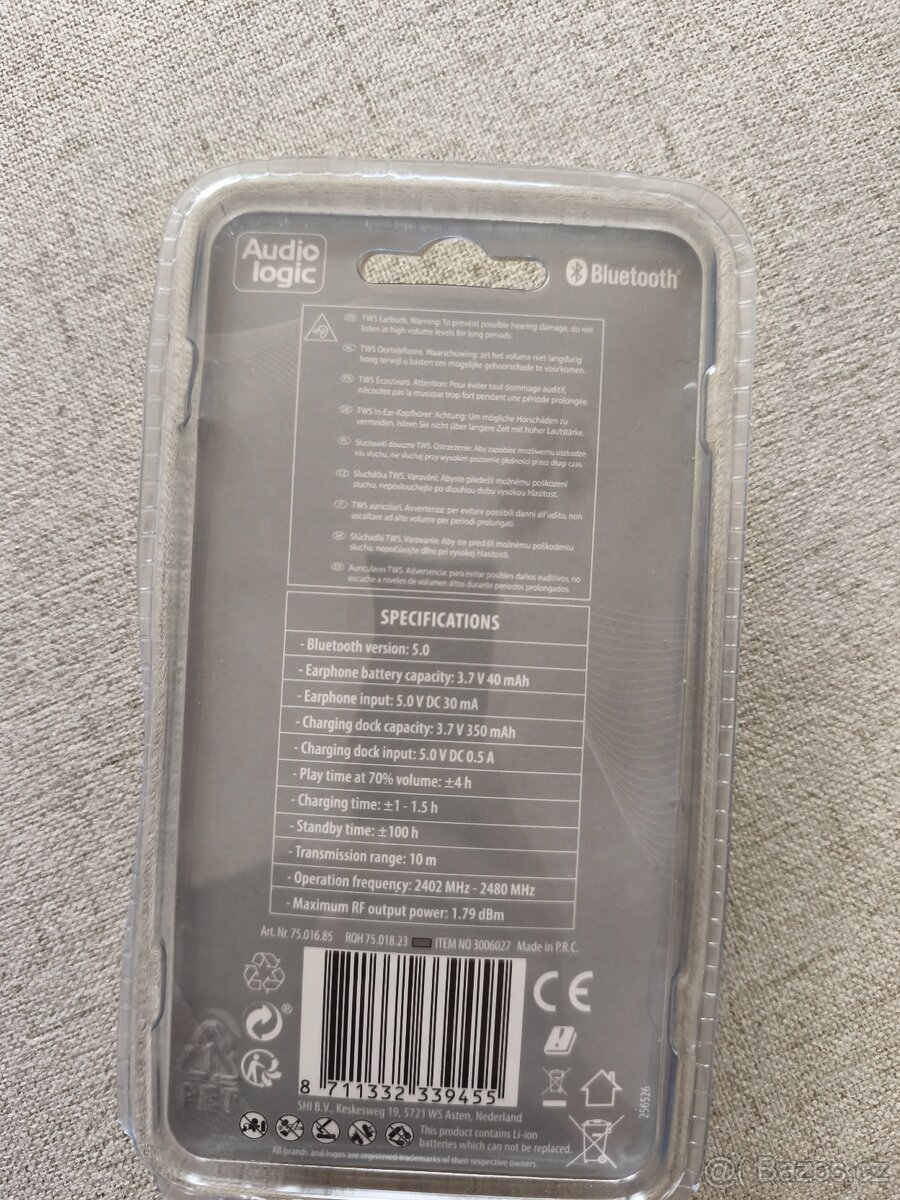 Audio
logic
Bluetooth®
EN TWS Earbuds. Warning: To prevent possible hearing damage, do not
listen at high volume levels for long periods.
NL TWS Oortelefoons. Waarschuwing: zet het volume niet langdurig
hoog terwijl u luistert om mogelijke gehoorschade te voorkomen.
FR TWS Écouteurs. Attention: Pour éviter tout dommage auditif,
n'écoutez pas la musique trop fort pendant une période prolongée.
DE TWS In-Ear-Kopfhörer: Achtung: Um mögliche Hörschäden zu
vermeiden, hören Sie nicht über längere Zeit mit hoher Lautstärke.
PL Słuchawki douszne TWS. Ostrzeżenie: Aby zapobiec możliwemu uszkodze-
niu słuchu, nie słuchaj przy wysokim poziomie głośności przez długi czas.
CZ Sluchátka TWS. Varování: Abyste předešli možnému poškození
sluchu, neposlouchejte po dlouhou dobu vysokou hlasitost.
IT TWS auricolari. Avvertenza: per evitare possibili danni all'udito, non
ascoltare ad alto volume per periodi prolungati.
SK Slúchadlá TWS. Varovanie: Aby ste predišli možnému poškodeniu
sluchu, nepočúvajte dlho pri vysokej hlasitosti.
ES Auriculares TWS. Advertencia: para evitar posibles daños auditivos, no
escuche a niveles de volumen altos durante periodos prolongados.
SPECIFICATIONS
- Bluetooth version: 5.0
- Earphone battery capacity: 3.7 V 40 mAh
- Earphone input: 5.0 V DC 30 mA
- Charging dock capacity: 3.7 V 350 mAh
- Charging dock input: 5.0 V DC 0.5 A
- Play time at 70% volume: ±4 h
- Charging time: ±1 - 1.5 h
- Standby time: ±100 h
- Transmission range: 10 m
- Operation frequency: 2402 MHz - 2480 MHz
- Maximum RF output power: 1.79 dBm
Art. Nr. 75.016.85 ROH 75.018.23 ITEM NO 3006027 Made in P.R.C.
CE
PET
8 711332 339455
256526
SHI B.V., Keskesweg 19, 5721 WS Asten, Nederland
This product contains Li-ion
batteries which can not be replaced.
All brands and logos are registered trademarks of their respective owners.
@ Bazos.cz